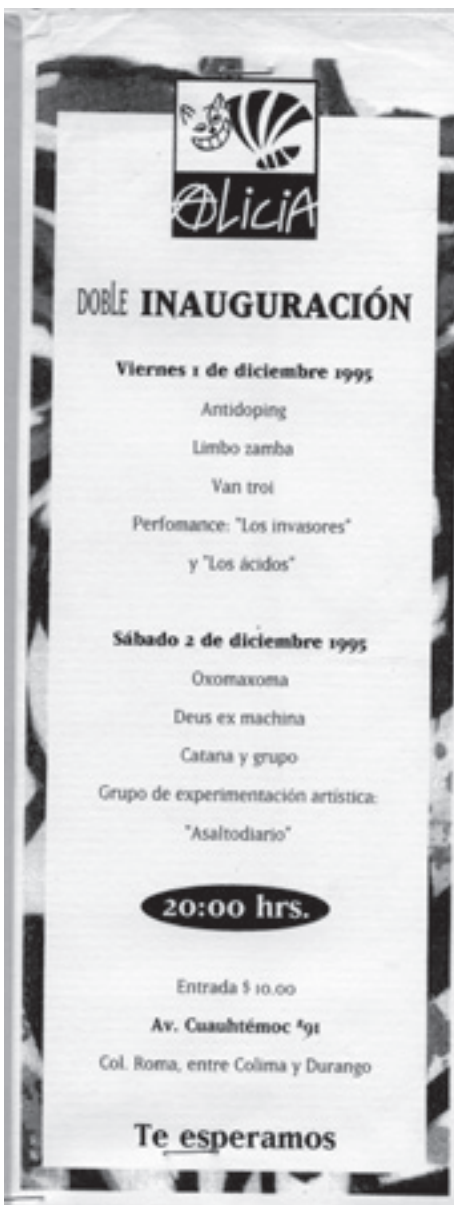 ALiciA
DOBLE INAUGURACIÓN
Viernes 1 de diciembre 1995
Antidoping
Limbo zamba
Van troi
Perfomance: "Los invasores"
y "Los ácidos"
Sábado 2 de diciembre 1995
Oxomaxoma
Deus ex machina
Catana y grupo
Grupo de experimentación artística:
"Asaltodiario"
20:00 hrs.
Entrada $ 10.00
Av. Cuauhtémoc #91
Col. Roma, entre Colima y Durango
Te esperamos